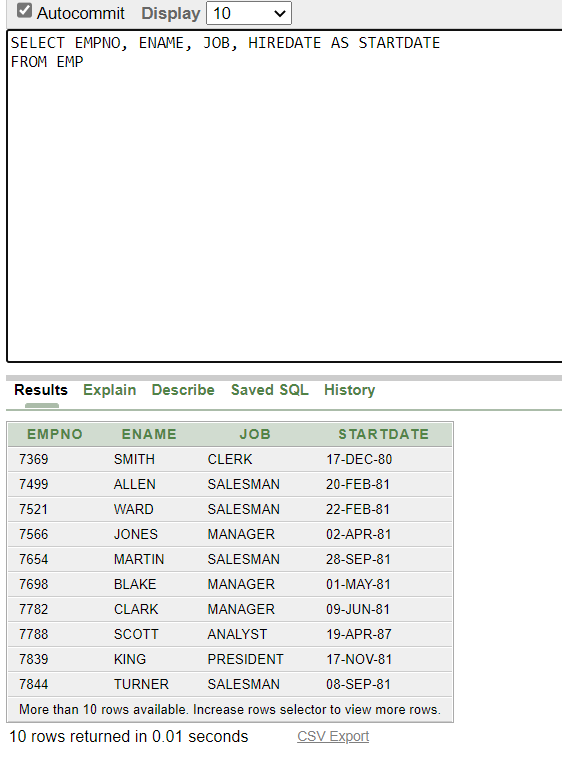 Autocommit Display 10
SELECT EMPNO, ENAME, JOB, HIREDATE AS STARTDATE
FROM EMP
Results Explain Describe Saved SQL History
EMPNO ENAME JOB STARTDATE
7369 SMITH CLERK 17-DEC-80
7499 ALLEN SALESMAN 20-FEB-81
7521 WARD SALESMAN 22-FEB-81
7566 JONES MANAGER 02-APR-81
7654 MARTIN SALESMAN 28-SEP-81
7698 BLAKE MANAGER 01-MAY-81
7782 CLARK MANAGER 09-JUN-81
7788 SCOTT ANALYST 19-APR-87
7839 KING PRESIDENT 17-NOV-81
7844 TURNER SALESMAN 08-SEP-81
More than 10 rows available. Increase rows selector to view more rows.
10 rows returned in 0.01 seconds CSV Export